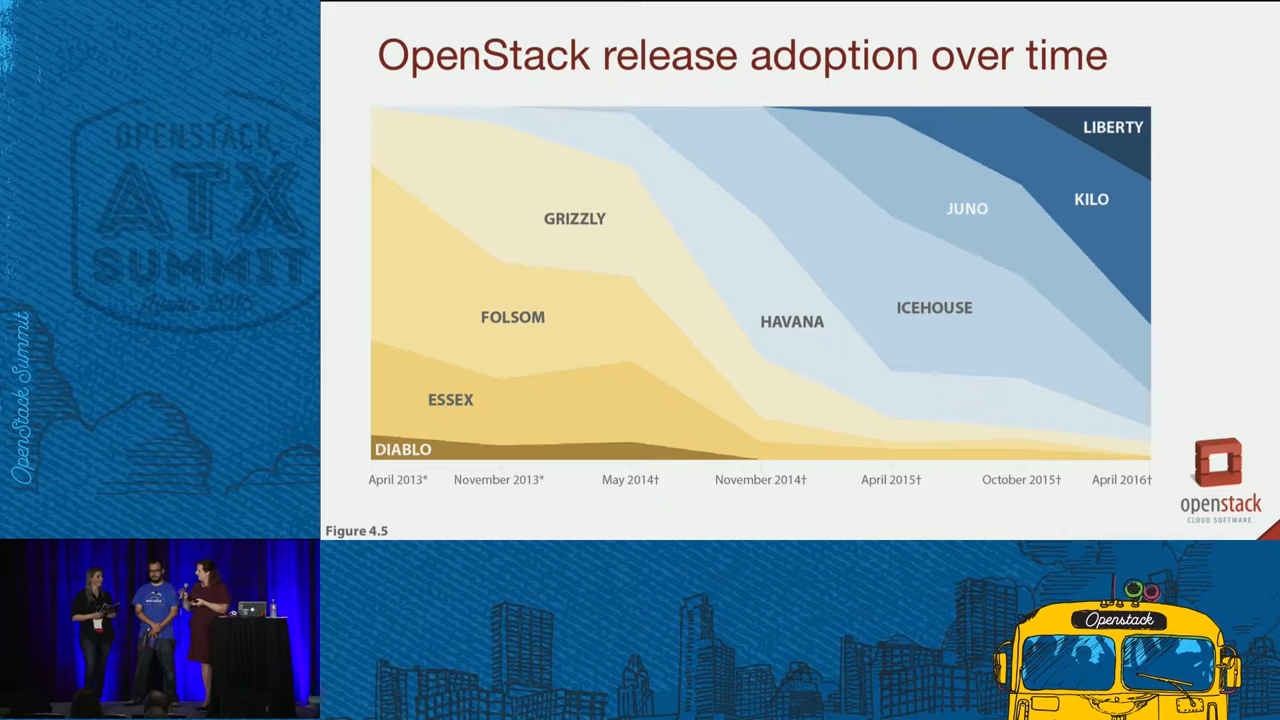 OpenStack release adoption over time
LIBERTY
KILO
JUNO
GRIZZLY
ICEHOUSE
HAVANA
FOLSOM
ESSEX
DIABLO
April 2013*
November 2013*
May 2014†
November 2014†
April 2015†
October 2015†
April 2016†
Figure 4.5
openstack
CLOUD SOFTWARE
OPENSTACK
ATX
SUMMIT
Austin 2016
OpenStack Summit
Openstack